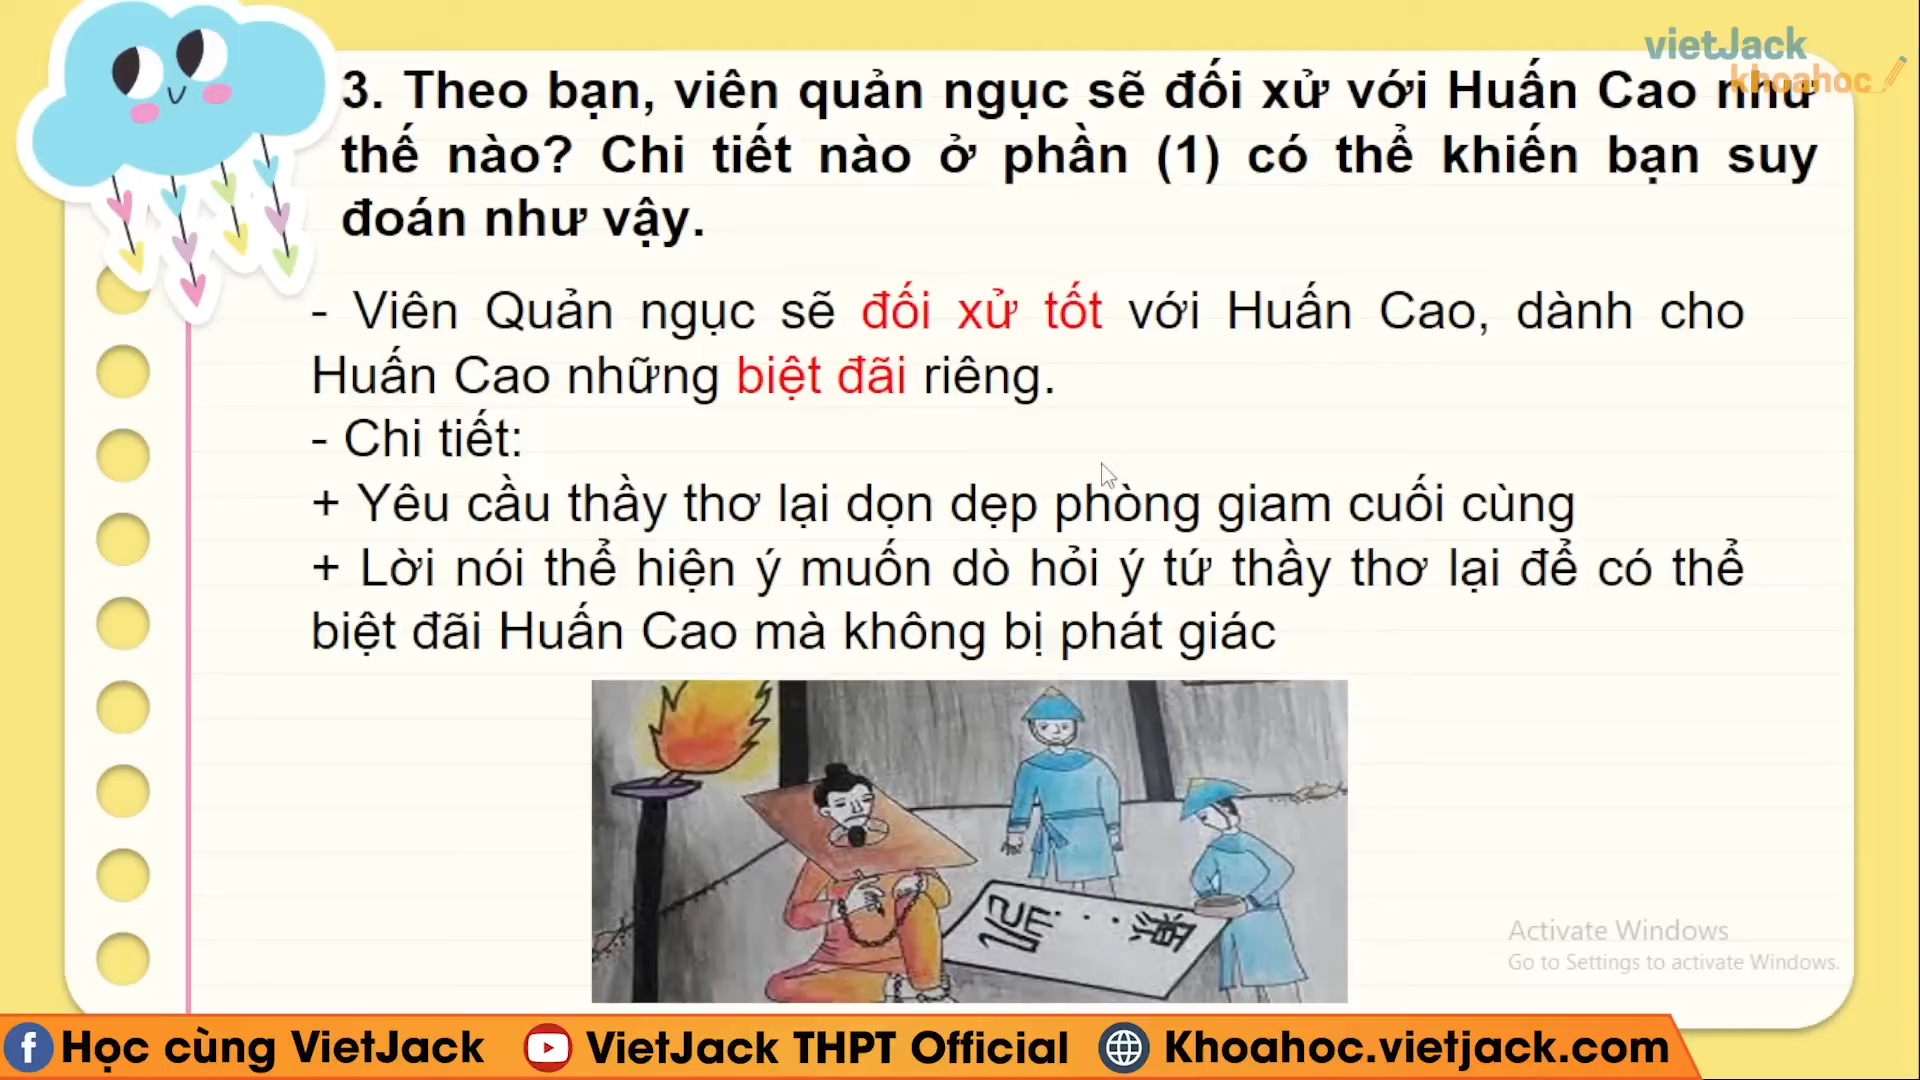 vietJack
khoahoc
3. Theo bạn, viên quản ngục sẽ đối xử với Huấn Cao như
thế nào? Chi tiết nào ở phần (1) có thể khiến bạn suy
đoán như vậy.
- Viên Quản ngục sẽ đối xử tốt với Huấn Cao, dành cho
Huấn Cao những biệt đãi riêng.
- Chi tiết:
+ Yêu cầu thầy thơ lại dọn dẹp phòng giam cuối cùng
+ Lời nói thể hiện ý muốn dò hỏi ý tứ thầy thơ lại để có thể
biệt đãi Huấn Cao mà không bị phát giác
Activate Windows
Go to Settings to activate Windows.
Học cùng VietJack
VietJack THPT Official
Khoahoc.vietjack.com